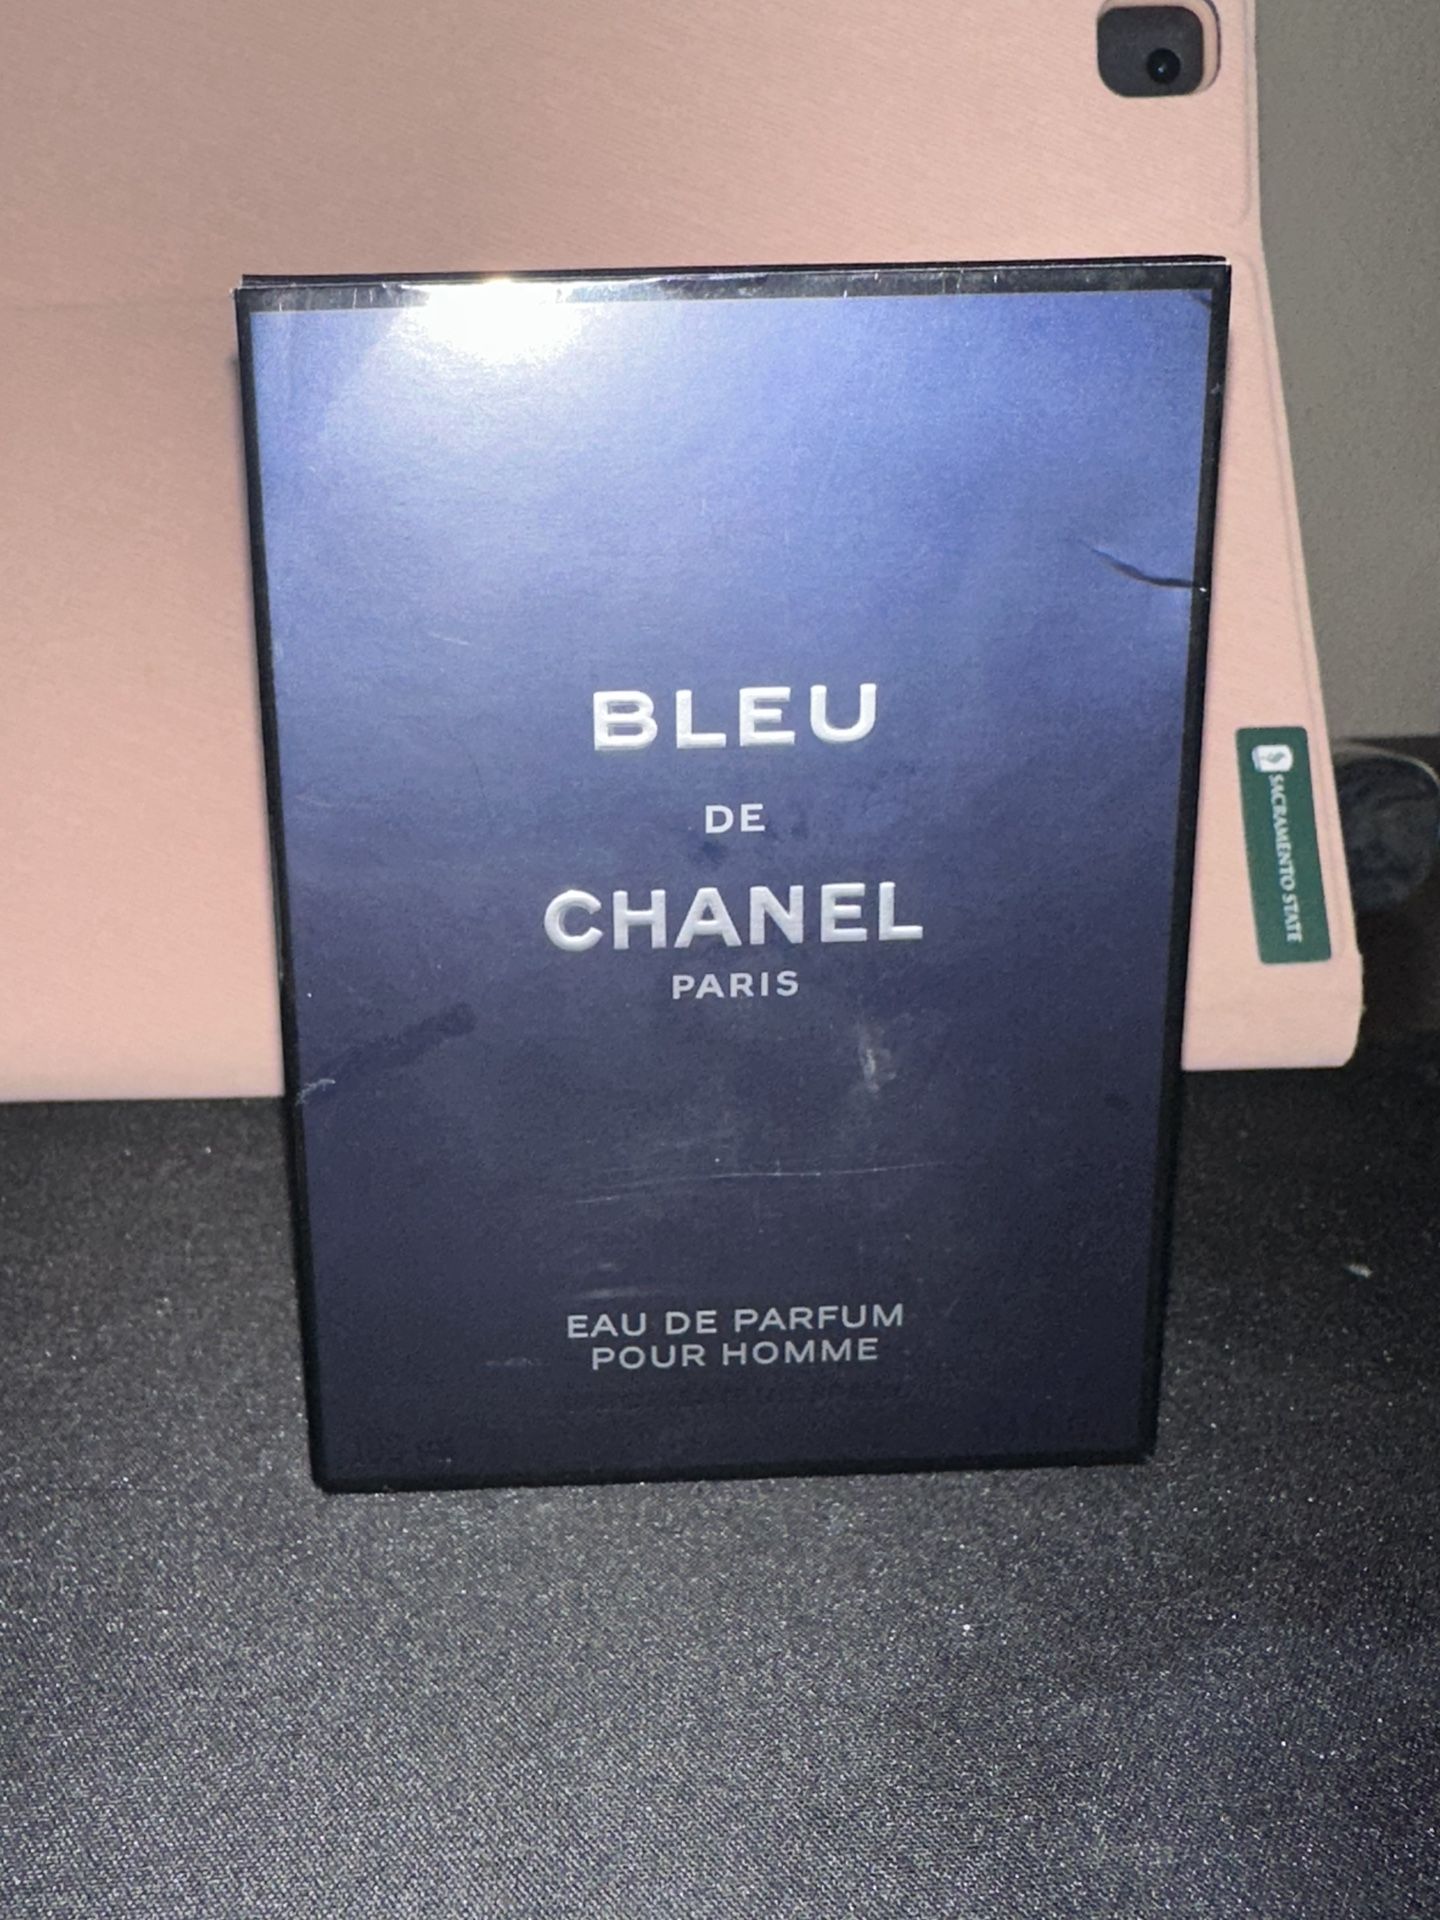 BLEU
DE
CHANEL
PARIS
EAU DE PARFUM
POUR HOMME
SACRAMENTO STATE